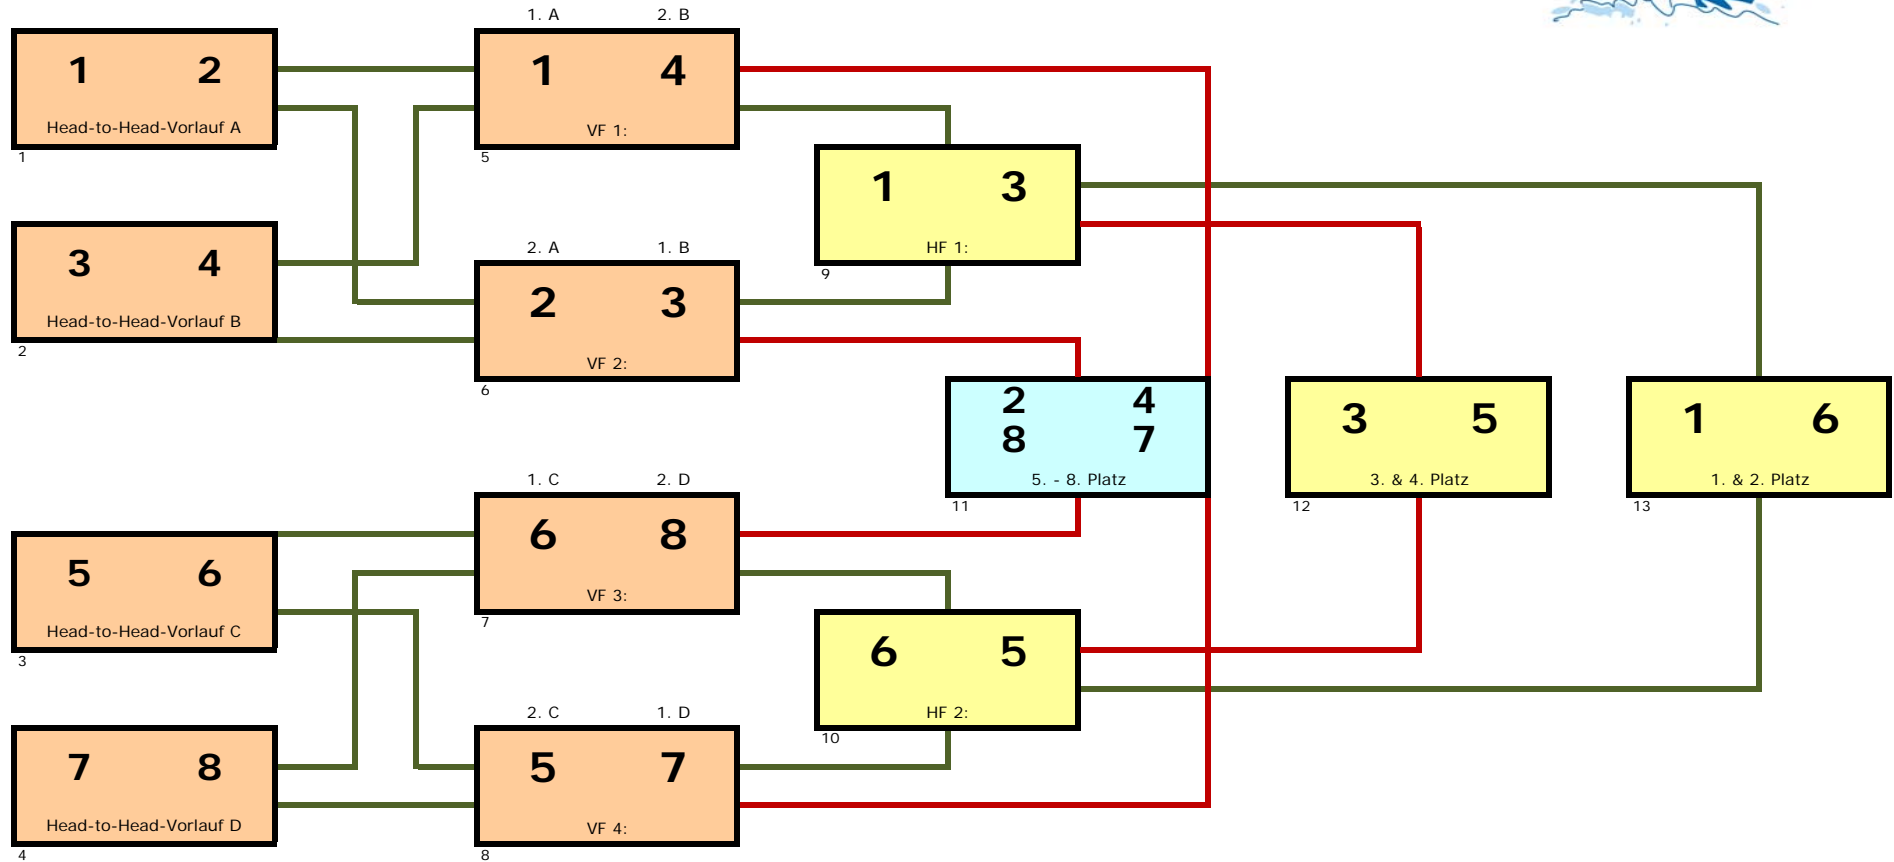 1. A 2. B
1 2
Head-to-Head-Vorlauf A
1
1 4
VF 1:
5
1 3
HF 1:
9
3 4
Head-to-Head-Vorlauf B
2
2. A 1. B
2 3
VF 2:
6
2 4
8 7
5. - 8. Platz
11
3 5
3. & 4. Platz
12
1 6
1. & 2. Platz
13
1. C 2. D
6 8
VF 3:
7
5 6
Head-to-Head-Vorlauf C
3
6 5
HF 2:
10
2. C 1. D
5 7
VF 4:
8
7 8
Head-to-Head-Vorlauf D
4